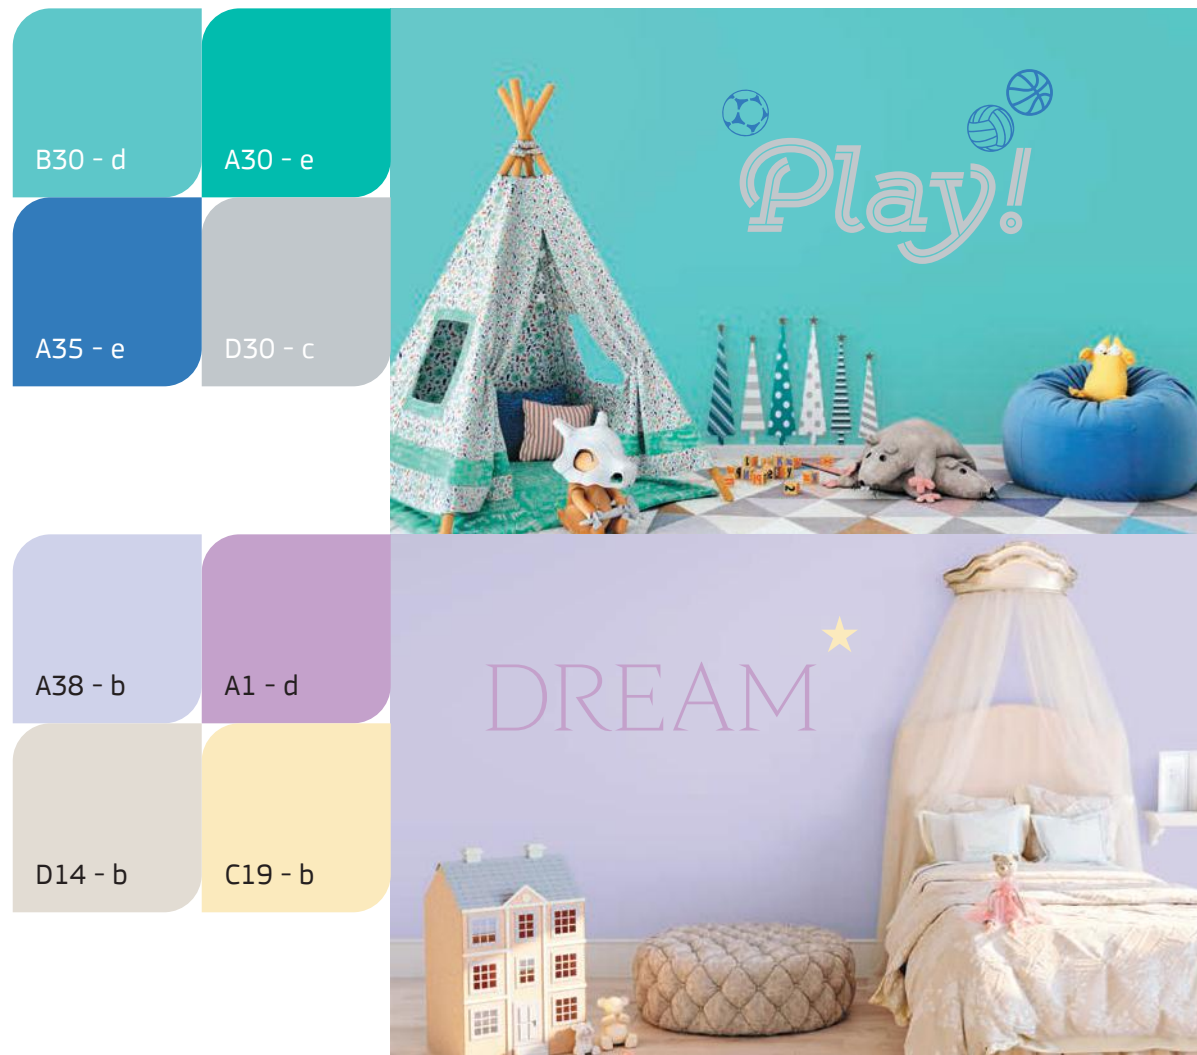 B30 - d
A30 - e
A35 - e
D30 - c
Play!
A38 - b
A1 - d
D14 - b
C19 - b
DREAM